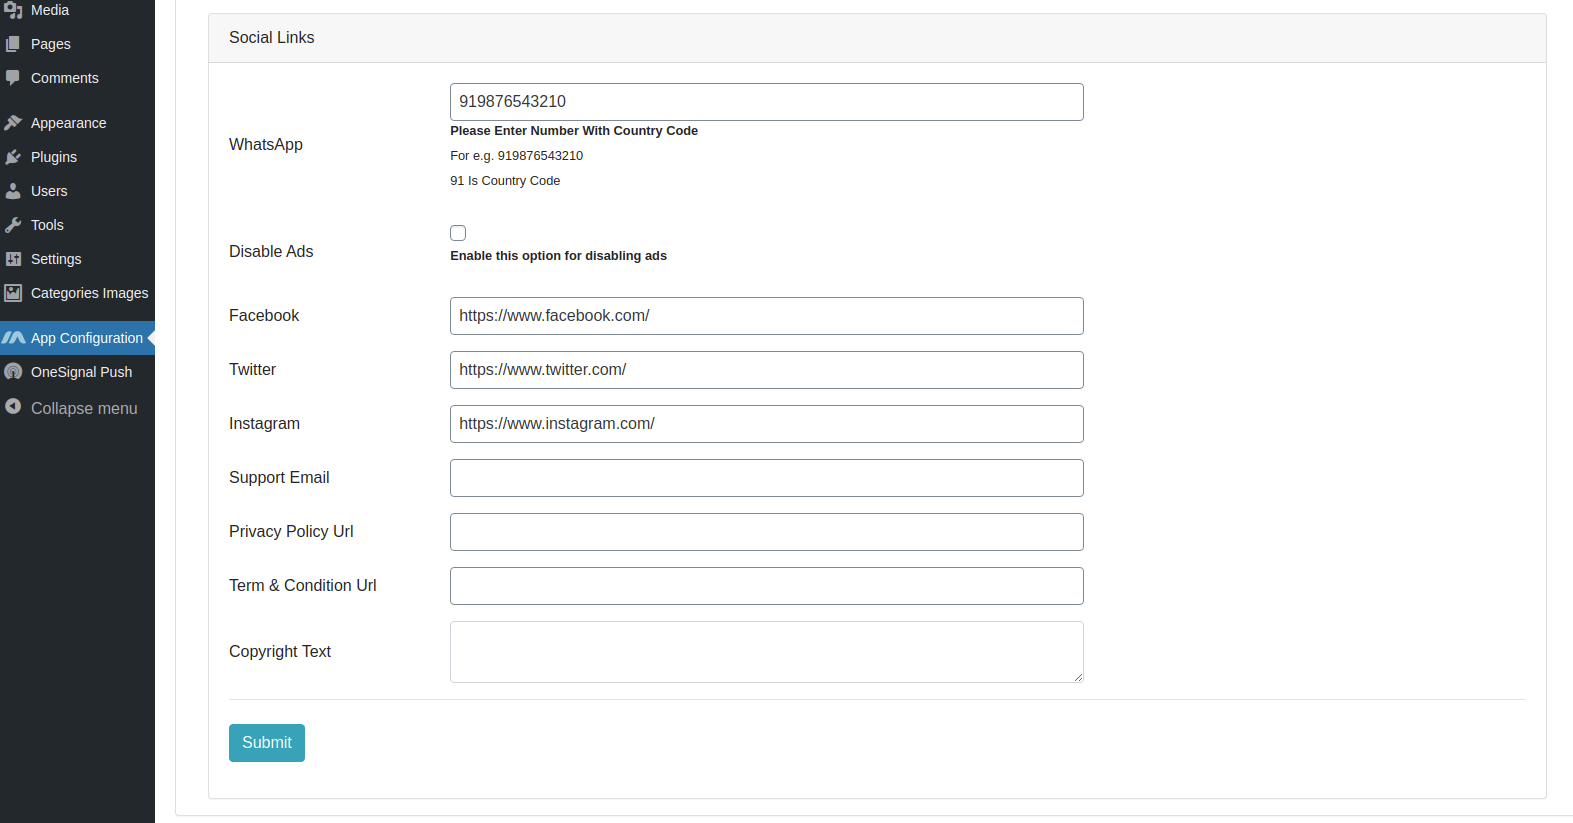 Media
Pages
Comments
Appearance
Plugins
Users
Tools
Settings
Categories Images
App Configuration
OneSignal Push
Collapse menu
Social Links
WhatsApp
919876543210
Please Enter Number With Country Code
For e.g. 919876543210
91 Is Country Code
Disable Ads
Enable this option for disabling ads
Facebook
https://www.facebook.com/
Twitter
https://www.twitter.com/
Instagram
https://www.instagram.com/
Support Email
Privacy Policy Url
Term & Condition Url
Copyright Text
Submit